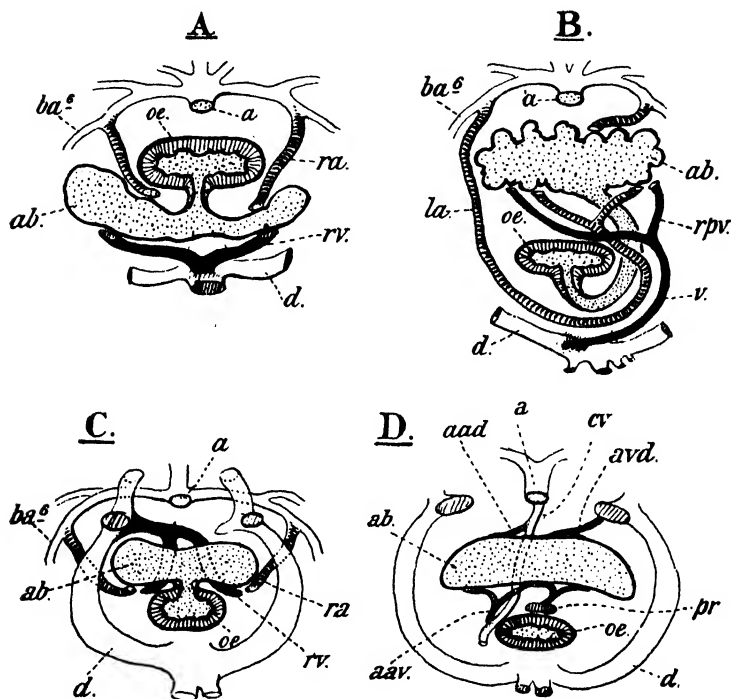 A.
B.
ba⁶
oe.
a
ra.
ab.
rv.
d.
ba⁶
a
ab.
la.
oe.
rpv.
v.
d.
C.
D.
a
ba⁶
ab.
ra
oe
rv.
d.
a
cv
aad
avd.
ab.
pr
oe.
aav.
d.